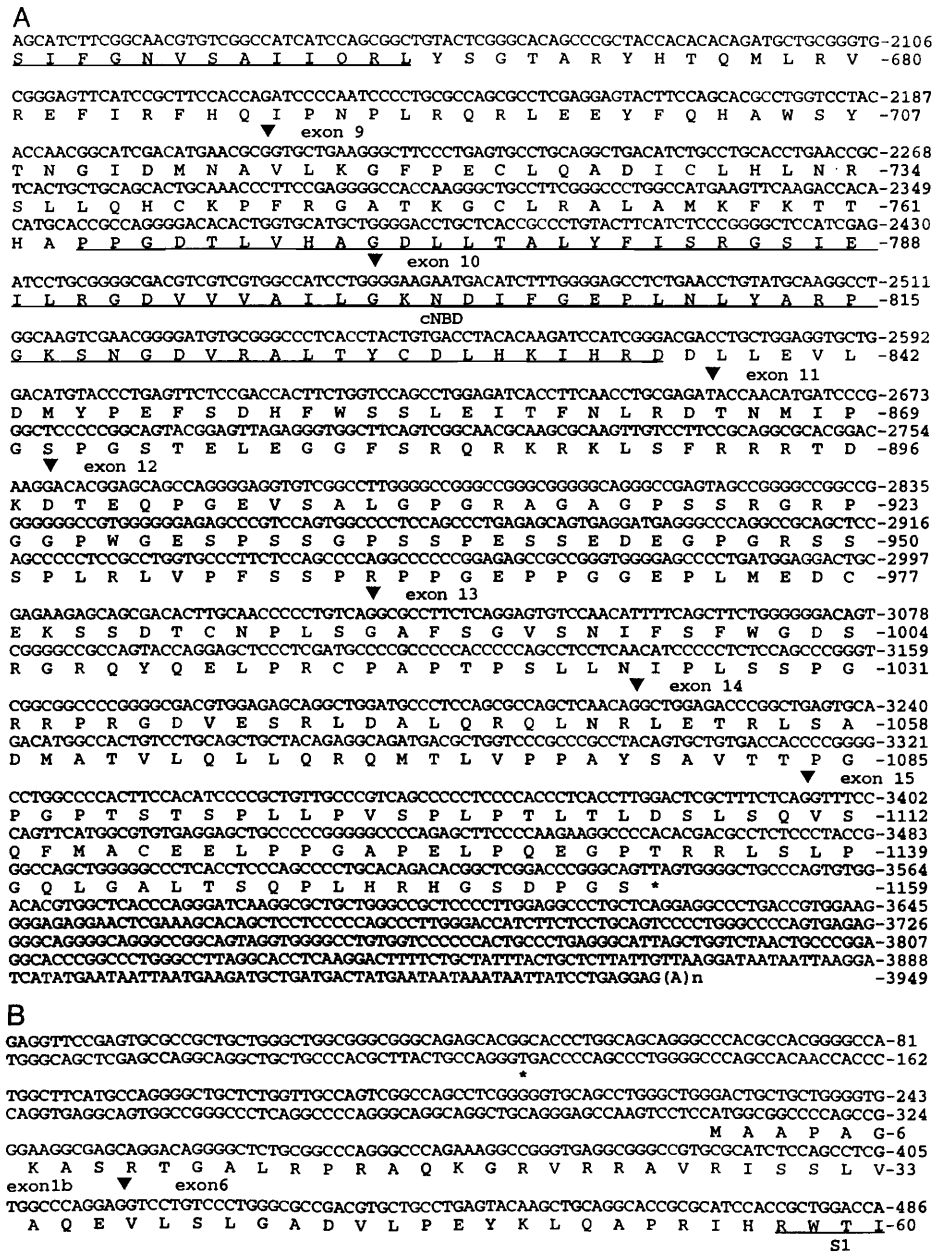 A
AGCATCTTCGGCAACGTGTCGGCCATCATCCAGCGGCTGTACTCGGGCACAGCCCGCTACCACACACAGATGCTGCGGGTG-2106
S I F G N V S A I I Q R L Y S G T A R Y H T Q M L R V -680
CGGGAGTTCATCCGCTTCCACCAGATCCCCAATCCCCTGCGCCAGCGCCTCGAGGAGTACTTCCAGCACGCCTGGTCCTAC-2187
R E F I R F H Q I P N P L R Q R L E E Y F Q H A W S Y -707
▼ exon 9
ACCAACGGCATCGACATGAACGCGGTGCTGAAGGGCTTCCCTGAGTGCCTGCAGGCTGACATCTGCCTGCACCTGAACCGC-2268
T N G I D M N A V L K G F P E C L Q A D I C L H L N R -734
TCACTGCTGCAGCACTGCAAACCCTTCCGAGGGGCCACCAAGGGCTGCCTTCGGGCCCTGGCCATGAAGTTCAAGACCACA-2349
S L L Q H C K P F R G A T K G C L R A L A M K F K T T -761
CATGCACCGCCAGGGGACACACTGGTGCATGCTGGGGACCTGCTCACCGCCCTGTACTTCATCTCCCGGGGCTCCATCGAG-2430
H A P P G D T L V H A G D L L T A L Y F I S R G S I E -788
▼ exon 10
ATCCTGCGGGGCGACGTCGTCGTGGCCATCCTGGGGAAGAATGACATCTTTGGGGAGCCTCTGAACCTGTATGCAAGGCCT-2511
I L R G D V V V A I L G K N D I F G E P L N L Y A R P -815
cNBD
GGCAAGTCGAACGGGGATGTGCGGGCCCTCACCTACTGTGACCTACACAAGATCCATCGGGACGACCTGCTGGAGGTGCTG-2592
G K S N G D V R A L T Y C D L H K I H R D D L L E V L -842
▼ exon 11
GACATGTACCCTGAGTTCTCCGACCACTTCTGGTCCAGCCTGGAGATCACCTTCAACCTGCGAGATACCAACATGATCCCG-2673
D M Y P E F S D H F W S S L E I T F N L R D T N M I P -869
GGCTCCCCCGGCAGTACGGAGTTAGAGGGTGGCTTCAGTCGGCAACGCAAGCGCAAGTTGTCCTTCCGCAGGCGCACGGAC-2754
G S P G S T E L E G G F S R Q R K R K L S F R R R T D -896
▼ exon 12
AAGGACACGGAGCAGCCAGGGGAGGTGTCGGCCTTGGGGCCGGGCCGGGCGGGGGCAGGGCCGAGTAGCCGGGGCCGGCCG-2835
K D T E Q P G E V S A L G P G R A G A G P S S R G R P -923
GGGGGGCCGTGGGGGGAGAGCCCGTCCAGTGGCCCCTCCAGCCCTGAGAGCAGTGAGGATGAGGGCCCAGGCCGCAGCTCC-2916
G G P W G E S P S S G P S S P E S S E D E G P G R S S -950
AGCCCCCTCCGCCTGGTGCCCTTCTCCAGCCCCAGGCCCCCCGGAGAGCCGCCGGGTGGGGAGCCCCTGATGGAGGACTGC-2997
S P L R L V P F S S P R P P G E P P G G E P L M E D C -977
▼ exon 13
GAGAAGAGCAGCGACACTTGCAACCCCCTGTCAGGCGCCTTCTCAGGAGTGTCCAACATTTTCAGCTTCTGGGGGGACAGT-3078
E K S S D T C N P L S G A F S G V S N I F S F W G D S -1004
CGGGGCCGCCAGTACCAGGAGCTCCCTCGATGCCCCGCCCCCACCCCCAGCCTCCTCAACATCCCCCTCTCCAGCCCGGGT-3159
R G R Q Y Q E L P R C P A P T P S L L N I P L S S P G -1031
▼ exon 14
CGGCGGCCCCGGGGCGACGTGGAGAGCAGGCTGGATGCCCTCCAGCGCCAGCTCAACAGGCTGGAGACCCGGCTGAGTGCA-3240
R R P R G D V E S R L D A L Q R Q L N R L E T R L S A -1058
GACATGGCCACTGTCCTGCAGCTGCTACAGAGGCAGATGACGCTGGTCCCGCCCGCCTACAGTGCTGTGACCACCCCGGGG-3321
D M A T V L Q L L Q R Q M T L V P P A Y S A V T T P G -1085
▼ exon 15
CCTGGCCCCACTTCCACATCCCCGCTGTTGCCCGTCAGCCCCCTCCCCACCCTCACCTTGGACTCGCTTTCTCAGGTTTCC-3402
P G P T S T S P L L P V S P L P T L T L D S L S Q V S -1112
CAGTTCATGGCGTGTGAGGAGCTGCCCCCGGGGGCCCCAGAGCTTCCCCAAGAAGGCCCCACACGACGCCTCTCCCTACCG-3483
Q F M A C E E L P P G A P E L P Q E G P T R R L S L P -1139
GGCCAGCTGGGGGCCCTCACCTCCCAGCCCCTGCACAGACACGGCTCGGACCCGGGCAGTTAGTGGGGCTGCCCAGTGTGG-3564
G Q L G A L T S Q P L H R H G S D P G S * -1159
ACACGTGGCTCACCCAGGGATCAAGGCGCTGCTGGGCCGCTCCCCTTGGAGGCCCTGCTCAGGAGGCCCTGACCGTGGAAG-3645
GGGAGAGGAACTCGAAAGCACAGCTCCTCCCCCAGCCCTTGGGACCATCTTCTCCTGCAGTCCCCTGGGCCCCAGTGAGAG-3726
GGGCAGGGGCAGGGCCGGCAGTAGGTGGGGCCTGTGGTCCCCCCACTGCCCTGAGGGCATTAGCTGGTCTAACTGCCCGGA-3807
GGCACCCGGCCCTGGGCCTTAGGCACCTCAAGGACTTTTCTGCTATTTACTGCTCTTATTGTTAAGGATAATAATTAAGGA-3888
TCATATGAATAATTAATGAAGATGCTGATGACTATGAATAATAAATAATTATCCTGAGGAG(A)n -3949
B
GAGGTTCCGAGTGCGCCGCTGCTGGGCTGGCGGGCGGGCAGAGCACGGCACCCTGGCAGCAGGGCCCACGCCACGGGGCCA-81
TGGGCAGCTCGAGCCAGGCAGGCTGCTGCCCACGCTTACTGCCAGGGTGACCCCAGCCCTGGGGCCCAGCCACAACCACCC-162
*
TGGCTTCATGCCAGGGGCTGCTCTGGTTGCCAGTCGGCCAGCCTCGGGGGTGCAGCCTGGGCTGGGACTGCTGCTGGGGTG-243
CAGGTGAGGCAGTGGCCGGGCCCTCAGGCCCCAGGGCAGGCAGGCTGCAGGGAGCCAAGTCCTCCATGGCGGCCCCAGCCG-324
M A A P A G-6
GGAAGGCGAGCAGGACAGGGGCTCTGCGGCCCAGGGCCCAGAAAGGCCGGGTGAGGCGGGCCGTGCGCATCTCCAGCCTCG-405
K A S R T G A L R P R A Q K G R V R R A V R I S S L V-33
exon1b ▼ exon6
TGGCCCAGGAGGTCCTGTCCCTGGGCGCCGACGTGCTGCCTGAGTACAAGCTGCAGGCACCGCGCATCCACCGCTGGACCA-486
A Q E V L S L G A D V L P E Y K L Q A P R I H R W T I-60
S1